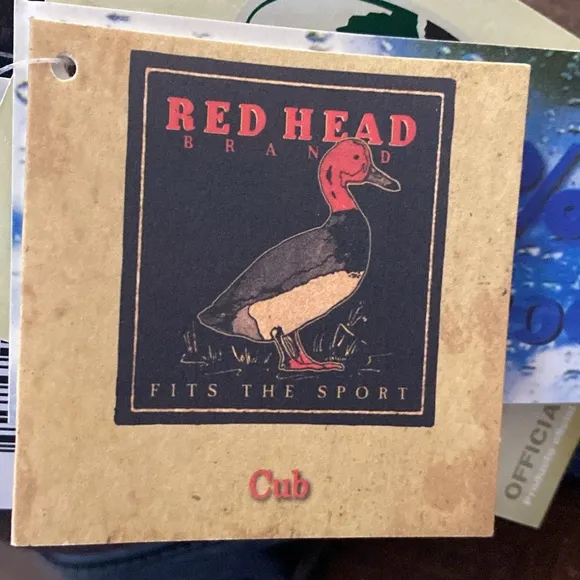 RED HEAD
BRAND
FITS THE SPORT
Cub
%
OFFICIA